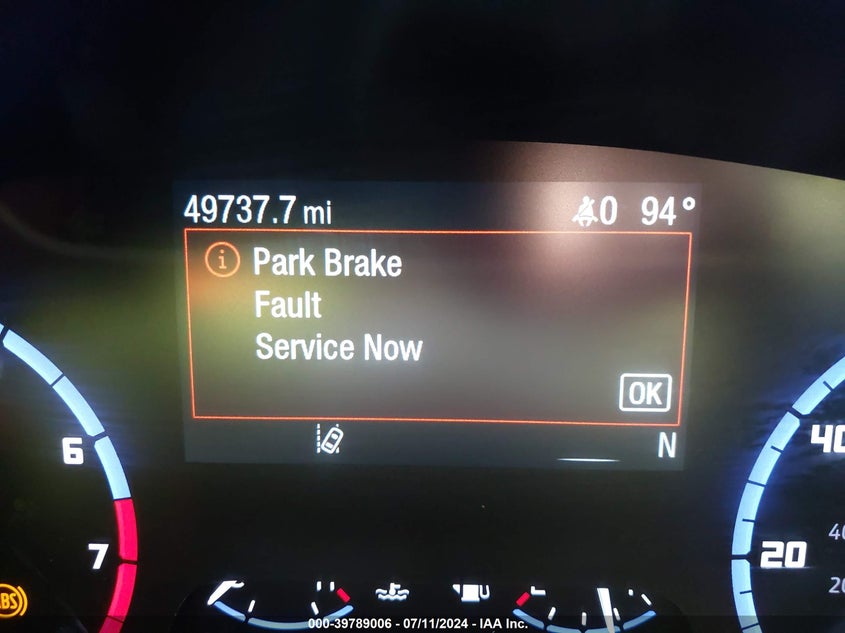 49737.7 mi 0 94°
i Park Brake
Fault
Service Now
OK
N
6
7
40
20
ABS
000-39789006 - 07/11/2024 - IAA Inc.